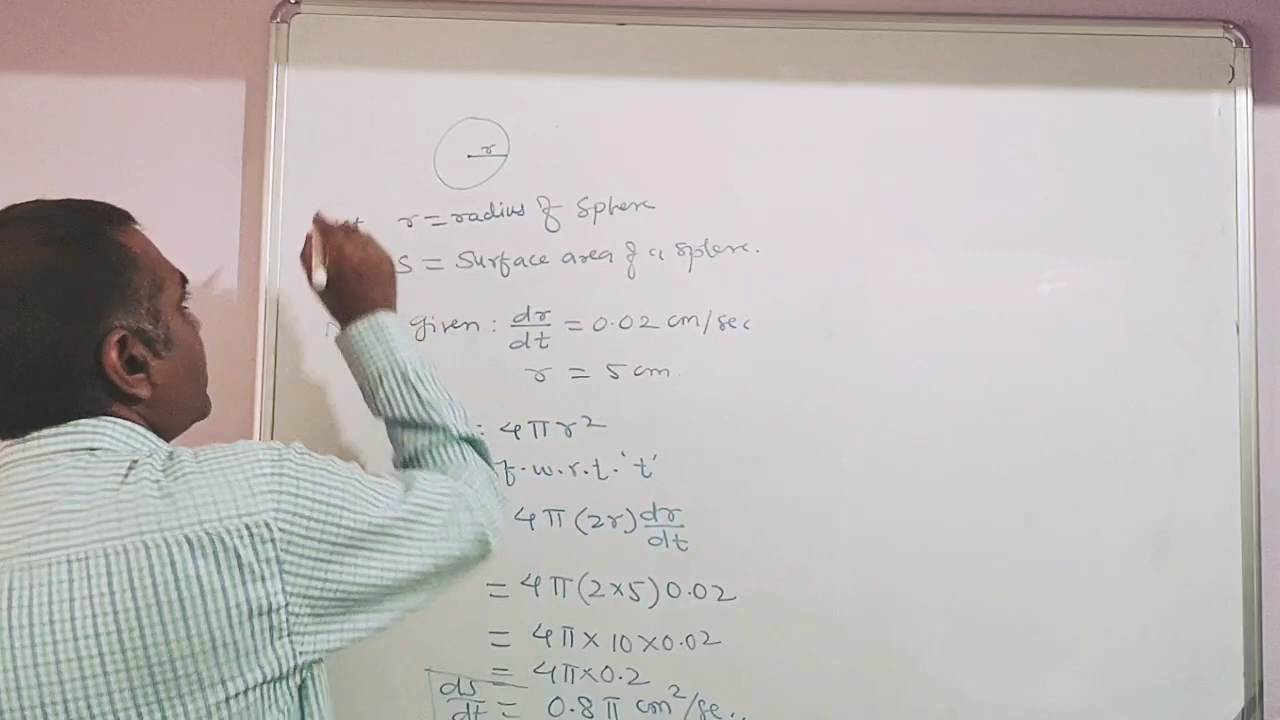 r
r = radius of sphere
S = Surface area of a sphere.
given : dr/dt = 0.02 cm/sec
r = 5 cm.
: 4πr²
f. w.r.t. 't'
4π(2r) dr/dt
= 4π(2×5)0.02
= 4π×10×0.02
= 4π×0.2
ds/dt = 0.8π cm²/se